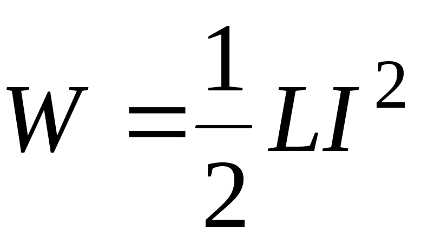 W = 1/2 LI²